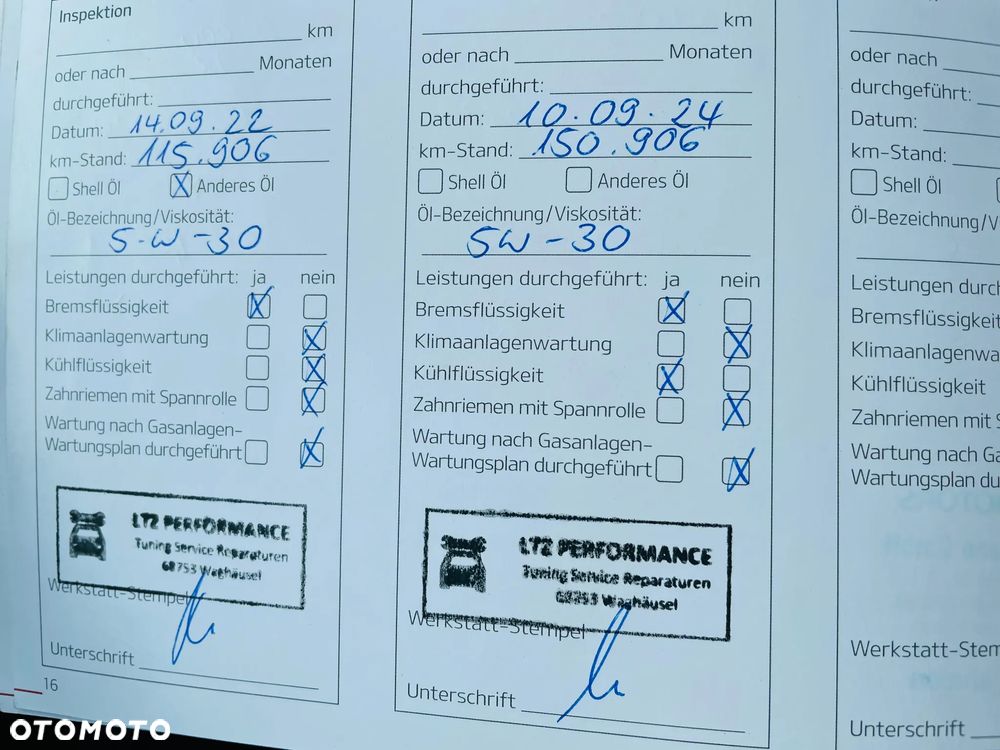 Inspektion
km
oder nach Monaten
durchgeführt:
Datum: 14.09.22
km-Stand: 115.906
Shell Öl X Anderes Öl
Öl-Bezeichnung/Viskosität:
5-W-30
Leistungen durchgeführt: ja nein
Bremsflüssigkeit X
Klimaanlagenwartung X
Kühlflüssigkeit X
Zahnriemen mit Spannrolle X
Wartung nach Gasanlagen-
Wartungsplan durchgeführt X
LTZ PERFORMANCE
Tuning Service Reparaturen
68753 Waghäusel
Werkstatt-Stempel
Unterschrift
16
km
oder nach Monaten
durchgeführt:
Datum: 10.09.24
km-Stand: 150.906
Shell Öl Anderes Öl
Öl-Bezeichnung/Viskosität:
5W-30
Leistungen durchgeführt: ja nein
Bremsflüssigkeit X
Klimaanlagenwartung X
Kühlflüssigkeit X
Zahnriemen mit Spannrolle X
Wartung nach Gasanlagen-
Wartungsplan durchgeführt X
LTZ PERFORMANCE
Tuning Service Reparaturen
68753 Waghäusel
Werkstatt-Stempel
Unterschrift
oder nach
durchgeführt:
Datum:
km-Stand:
Shell Öl
Öl-Bezeichnung/V
Leistungen durch
Bremsflüssigkeit
Klimaanlagenwa
Kühlflüssigkeit
Zahnriemen mit S
Wartung nach Ga
Wartungsplan du
Werkstatt-Stem
Unterschrift
OTOMOTO